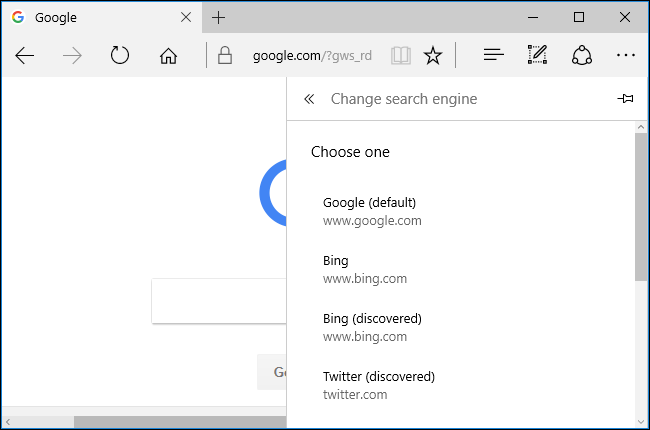 Google
google.com/?gws_rd
Change search engine
Choose one
Google (default)
www.google.com
Bing
www.bing.com
Bing (discovered)
www.bing.com
Twitter (discovered)
twitter.com